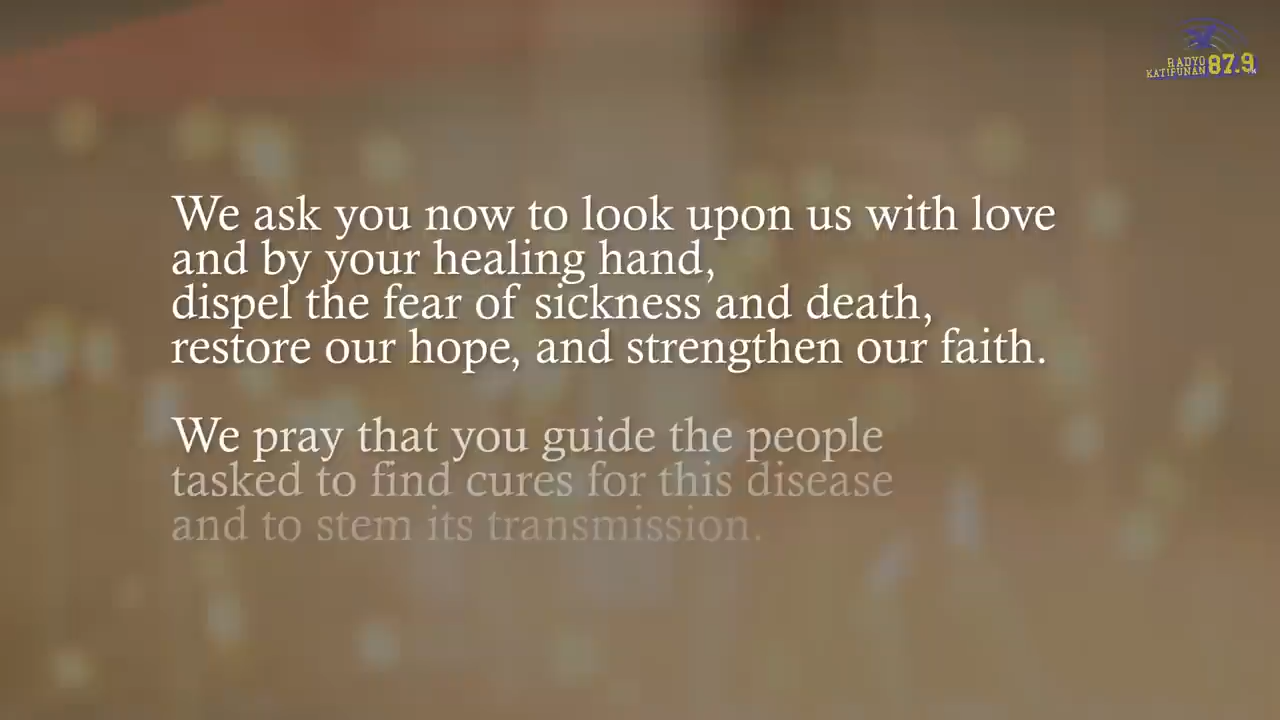 RADYO
KATIPUNAN 87.9
We ask you now to look upon us with love
and by your healing hand,
dispel the fear of sickness and death,
restore our hope, and strengthen our faith.
We pray that you guide the people
tasked to find cures for this disease
and to stem its transmission.